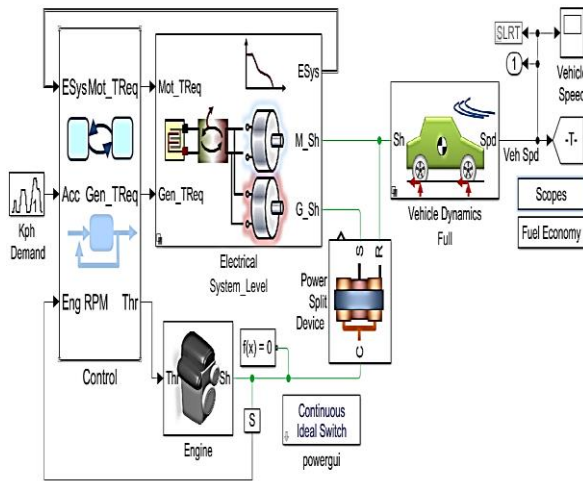 ESys
Mot_TReq
Acc
Gen_TReq
Eng RPM
Thr
Control
Kph
Demand
Mot_TReq
Gen_TReq
ESys
M_Sh
G_Sh
Electrical
System_Level
Sh
Spd
Vehicle Dynamics
Full
Veh Spd
SLRT
1
Vehicle
Speed
-T-
Scopes
Fuel Economy
Power
Split
Device
S
R
C
Thr
Sh
Engine
f(x) = 0
S
Continuous
Ideal Switch
powergui